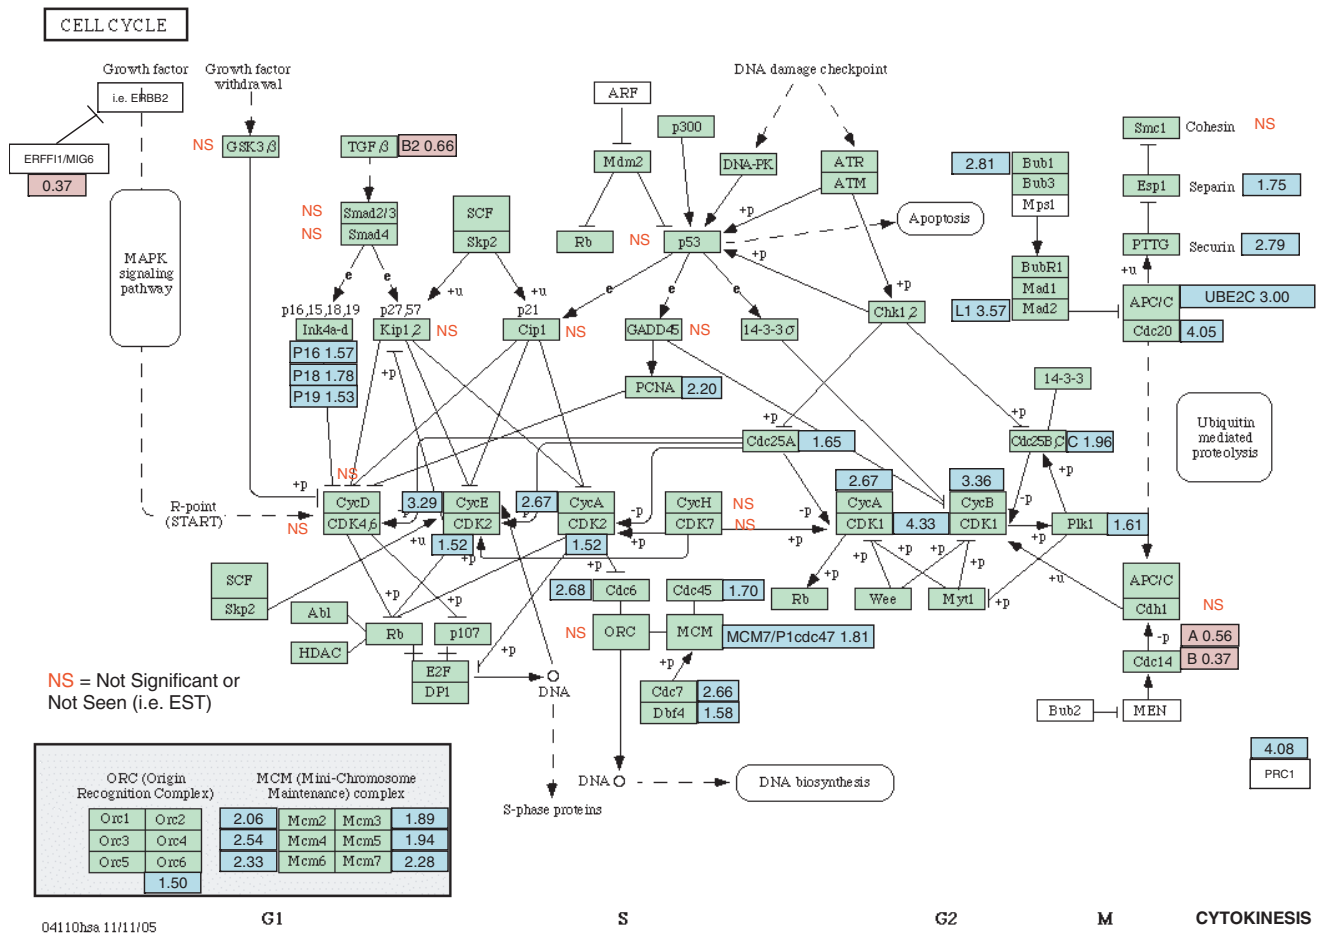 CELL CYCLE
Growth factor
i.e. ERBB2
Growth factor
withdrawal
ERFFI1/MIG6
0.37
NS
GSK3β
TGFβ
B2 0.66
MAPK
signaling
pathway
NS
Smad2/3
NS
Smad4
e
e
SCF
Skp2
+u
+u
p16,15,18,19
Ink4a-d
P16 1.57
P18 1.78
P19 1.53
p27,57
Kip1,2
NS
p21
Cip1
NS
+p
ARF
Mdm2
Rb
p300
NS
p53
DNA damage checkpoint
DNA-PK
ATR
ATM
+p
+p
+p
Apoptosis
e
e
e
GADD45
NS
14-3-3σ
Chk1,2
PCNA
2.20
2.81
Bub1
Bub3
Mps1
BubR1
Mad1
L1 3.57
Mad2
Smc1
Cohesin
NS
Esp1
Separin
1.75
PTTG
Securin
2.79
+u
APC/C
UBE2C 3.00
Cdc20
4.05
14-3-3
+p
+p
Cdc25A
1.65
Cdc25B,C
C 1.96
Ubiquitin
mediated
proteolysis
R-point
(START)
+p
NS
CycD
NS
CDK4,6
-p
3.29
CycE
CDK2
1.52
-p
2.67
CycA
CDK2
1.52
-p
+p
CycH
NS
CDK7
NS
-p
+p
2.67
CycA
CDK1
4.33
3.36
CycB
CDK1
-p
+p
+p
Plk1
1.61
+u
+p
+p
+p
+p
+p
+p
+p
+p
+u
SCF
Skp2
Abl
HDAC
Rb
p107
E2F
DP1
+p
DNA
2.68
Cdc6
NS
ORC
Cdc45
1.70
MCM
MCM7/P1cdc47 1.81
+p
Cdc7
2.66
Dbf4
1.58
Rb
Wee
Myt1
APC/C
Cdh1
NS
-p
A 0.56
Cdc14
B 0.37
Bub2
MEN
NS = Not Significant or
Not Seen (i.e. EST)
DNA
DNA biosynthesis
S-phase proteins
4.08
PRC1
ORC (Origin
Recognition Complex)
MCM (Mini-Chromosome
Maintenance) complex
Orc1 Orc2 2.06 Mcm2 Mcm3 1.89
Orc3 Orc4 2.54 Mcm4 Mcm5 1.94
Orc5 Orc6 2.33 Mcm6 Mcm7 2.28
1.50
G1 S G2 M CYTOKINESIS
04110hsa 11/11/05